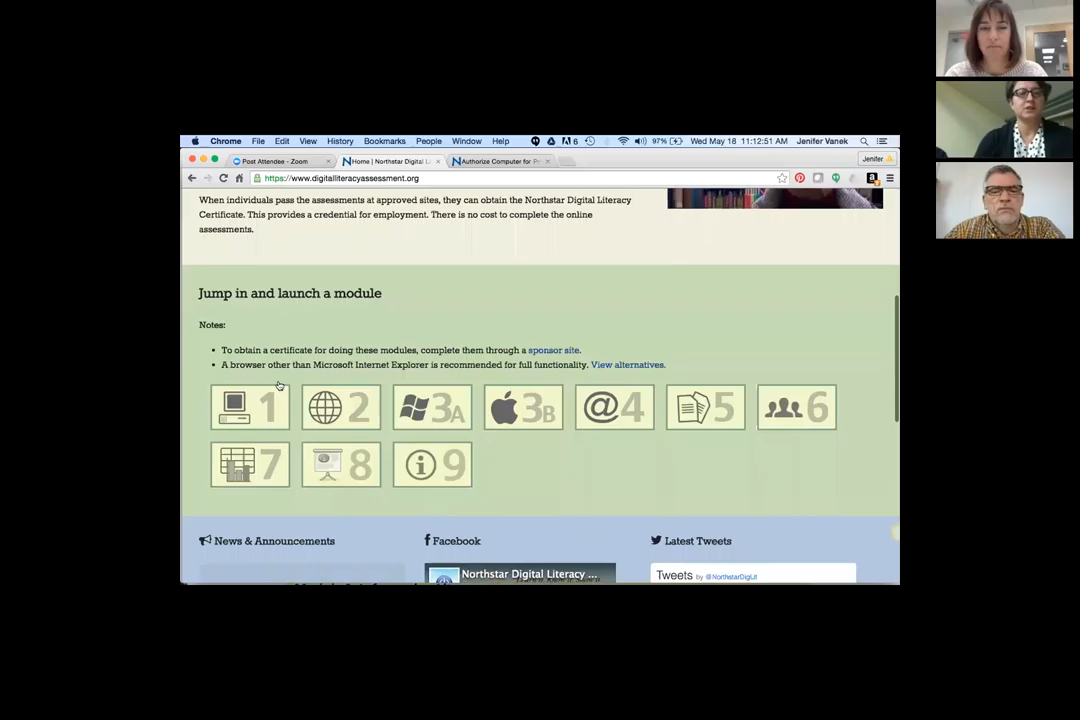 Chrome File Edit View History Bookmarks People Window Help 6 97% Wed May 18 11:12:51 AM Jenifer Vanek
Post Attendee - Zoom Home | Northstar Digital Li Authorize Computer for Pr Jenifer
https://www.digitalliteracyassessment.org
When individuals pass the assessments at approved sites, they can obtain the Northstar Digital Literacy
Certificate. This provides a credential for employment. There is no cost to complete the online
assessments.
Jump in and launch a module
Notes:
• To obtain a certificate for doing these modules, complete them through a sponsor site.
• A browser other than Microsoft Internet Explorer is recommended for full functionality. View alternatives.
1 2 3A 3B @4 5 6
7 8 i 9
News & Announcements f Facebook Latest Tweets
Northstar Digital Literacy ... Tweets by @NorthstarDigLit